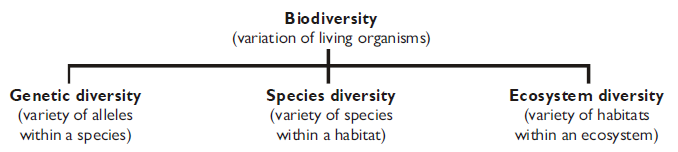 Biodiversity
(variation of living organisms)
Genetic diversity
(variety of alleles
within a species)
Species diversity
(variety of species
within a habitat)
Ecosystem diversity
(variety of habitats
within an ecosystem)